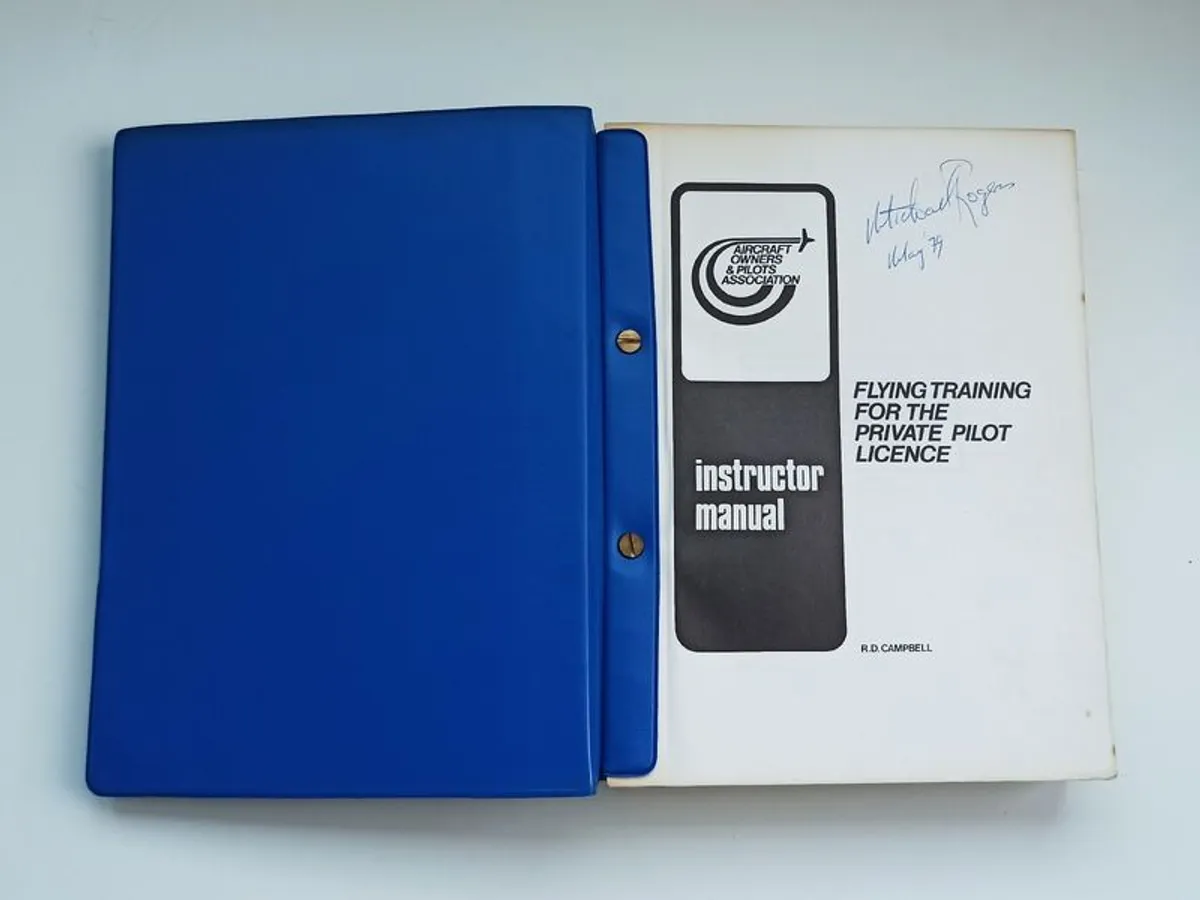 Michael Rogers
May '79
AIRCRAFT
OWNERS
& PILOTS
ASSOCIATION
FLYING TRAINING
FOR THE
PRIVATE PILOT
LICENCE
instructor
manual
R.D. CAMPBELL